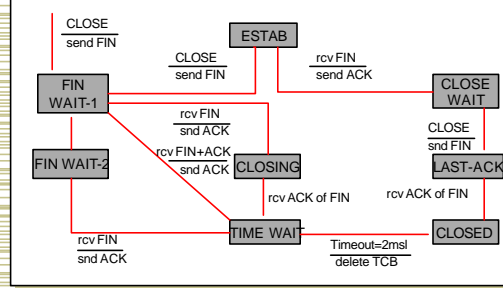 CLOSE
send FIN
ESTAB
CLOSE
send FIN
rcv FIN
send ACK
FIN
WAIT-1
CLOSE
WAIT
rcv FIN
snd ACK
CLOSE
snd FIN
rcv FIN+ACK
snd ACK
FIN WAIT-2
CLOSING
LAST-ACK
rcv ACK of FIN
rcv ACK of FIN
TIME WAIT
CLOSED
rcv FIN
snd ACK
Timeout=2msl
delete TCB